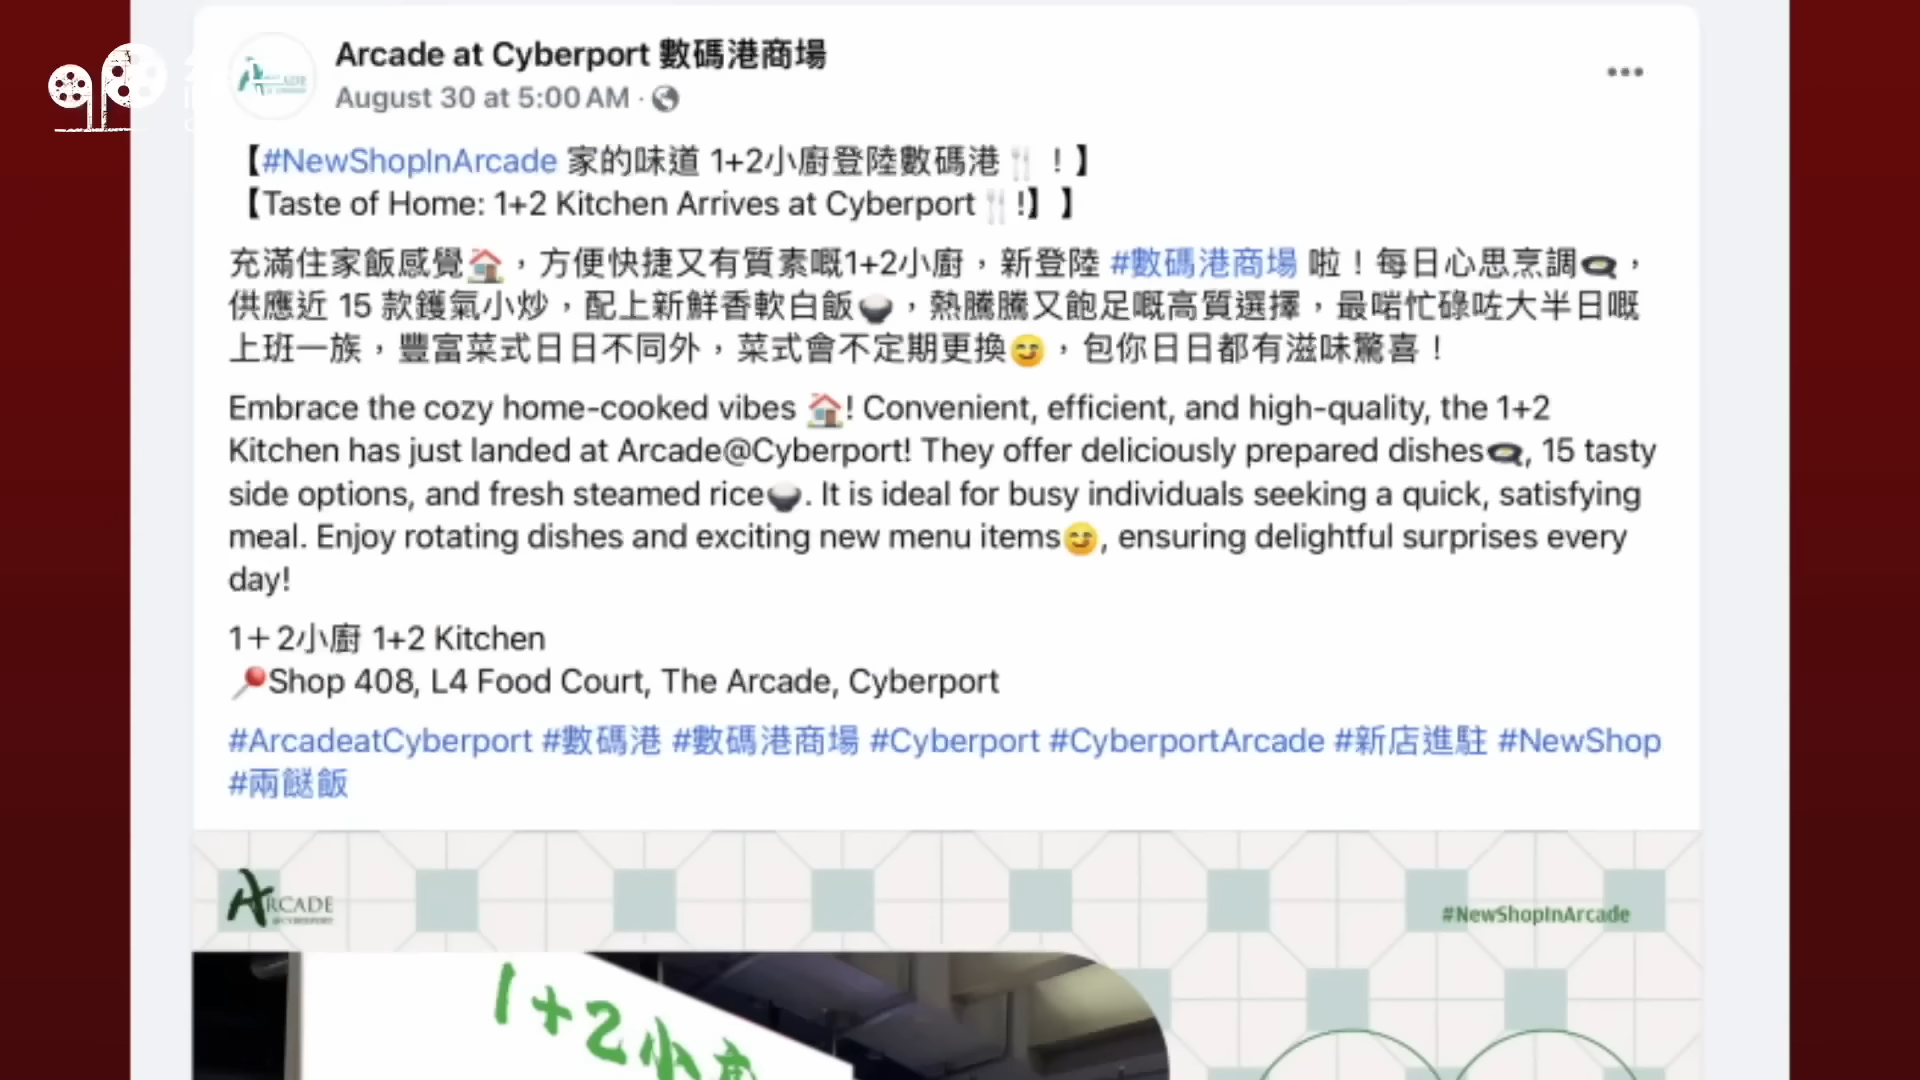 Arcade at Cyberport 數碼港商場
August 30 at 5:00 AM ·
【#NewShopInArcade 家的味道 1+2小廚登陸數碼港🍴！】
【Taste of Home: 1+2 Kitchen Arrives at Cyberport🍴!】】
充滿住家飯感覺🏠，方便快捷又有質素嘅1+2小廚，新登陸 #數碼港商場 啦！每日心思烹調🍳，
供應近 15 款鑊氣小炒，配上新鮮香軟白飯🍚，熱騰騰又飽足嘅高質選擇，最啱忙碌咗大半日嘅
上班一族，豐富菜式日日不同外，菜式會不定期更換😋，包你日日都有滋味驚喜！
Embrace the cozy home-cooked vibes 🏠! Convenient, efficient, and high-quality, the 1+2
Kitchen has just landed at Arcade@Cyberport! They offer deliciously prepared dishes🍳, 15 tasty
side options, and fresh steamed rice🍚. It is ideal for busy individuals seeking a quick, satisfying
meal. Enjoy rotating dishes and exciting new menu items😋, ensuring delightful surprises every
day!
1＋2小廚 1+2 Kitchen
📍Shop 408, L4 Food Court, The Arcade, Cyberport
#ArcadeatCyberport #數碼港 #數碼港商場 #Cyberport #CyberportArcade #新店進駐 #NewShop
#兩餸飯
ARCADE
#NewShopInArcade
1+2小